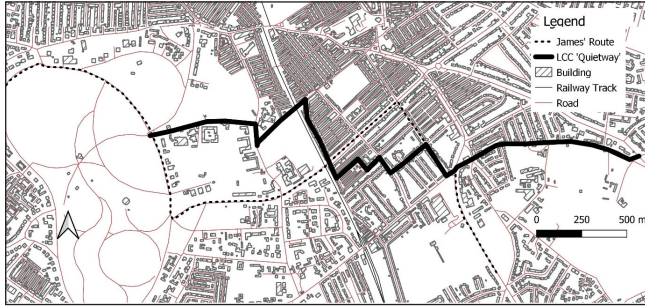 Legend
James' Route
LCC 'Quietway'
Building
Railway Track
Road
0 250 500 m